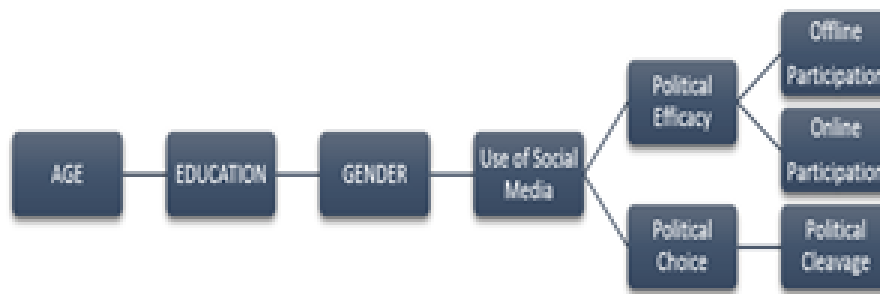 AGE
EDUCATION
GENDER
Use of Social
Media
Political
Efficacy
Offline
Participation
Online
Participation
Political
Choice
Political
Cleavage